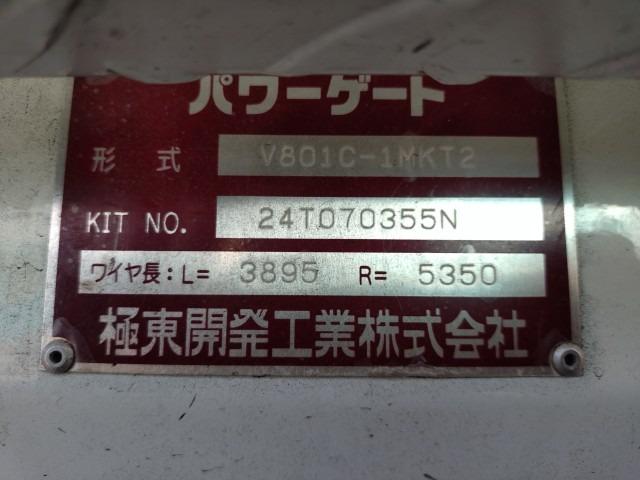 パワーゲート
形 式 V801C-1MKT2
KIT NO. 24T070355N
ワイヤ長:L= 3895 R= 5350
極東開発工業株式会社